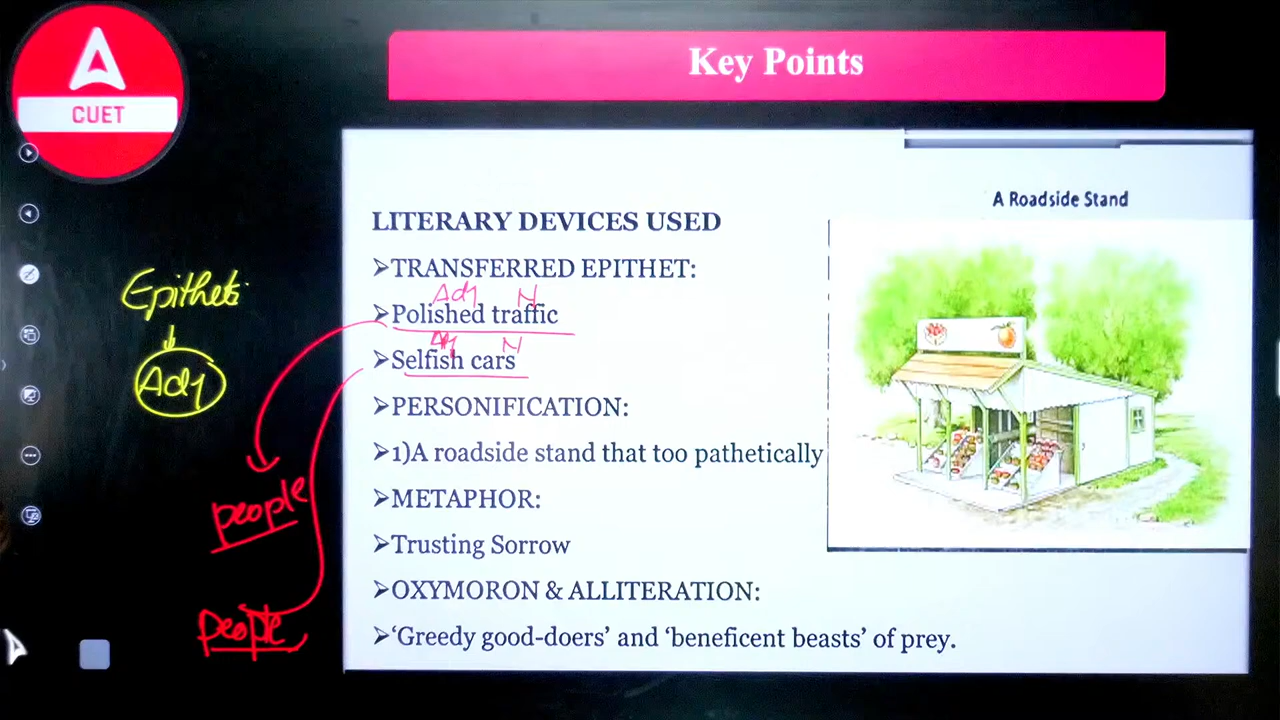 CUET
Key Points
A Roadside Stand
LITERARY DEVICES USED
➢TRANSFERRED EPITHET:
Adj N
➢Polished traffic
Adj N
➢Selfish cars
➢PERSONIFICATION:
➢1)A roadside stand that too pathetically
➢METAPHOR:
➢Trusting Sorrow
➢OXYMORON & ALLITERATION:
➢‘Greedy good-doers’ and ‘beneficent beasts’ of prey.
Epithets
Adj
people
people